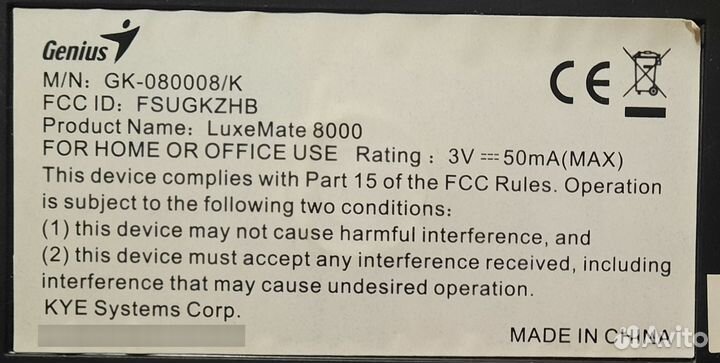 Genius
M/N: GK-080008/K
FCC ID: FSUGKZHB
Product Name: LuxeMate 8000
FOR HOME OR OFFICE USE Rating : 3V ⎓ 50mA(MAX)
This device complies with Part 15 of the FCC Rules. Operation
is subject to the following two conditions:
(1) this device may not cause harmful interference, and
(2) this device must accept any interference received, including
interference that may cause undesired operation.
KYE Systems Corp.
MADE IN CHINA
CE
Avito